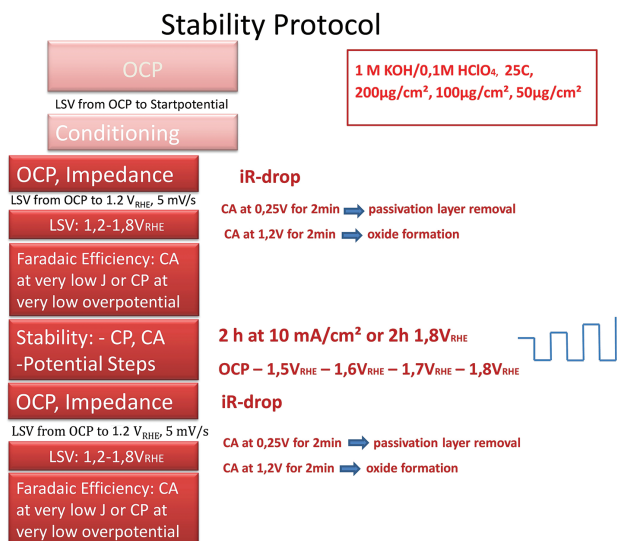 Stability Protocol
OCP
1 M KOH/0,1M HClO₄, 25C,
200µg/cm², 100µg/cm², 50µg/cm²
LSV from OCP to Startpotential
Conditioning
OCP, Impedance
iR-drop
LSV from OCP to 1.2 VRHE, 5 mV/s
CA at 0,25V for 2min passivation layer removal
LSV: 1,2-1,8VRHE
CA at 1,2V for 2min oxide formation
Faradaic Efficiency: CA
at very low J or CP at
very low overpotential
Stability: - CP, CA
-Potential Steps
2 h at 10 mA/cm² or 2h 1,8VRHE
OCP – 1,5VRHE – 1,6VRHE – 1,7VRHE – 1,8VRHE
OCP, Impedance
iR-drop
LSV from OCP to 1.2 VRHE, 5 mV/s
CA at 0,25V for 2min passivation layer removal
LSV: 1,2-1,8VRHE
CA at 1,2V for 2min oxide formation
Faradaic Efficiency: CA
at very low J or CP at
very low overpotential